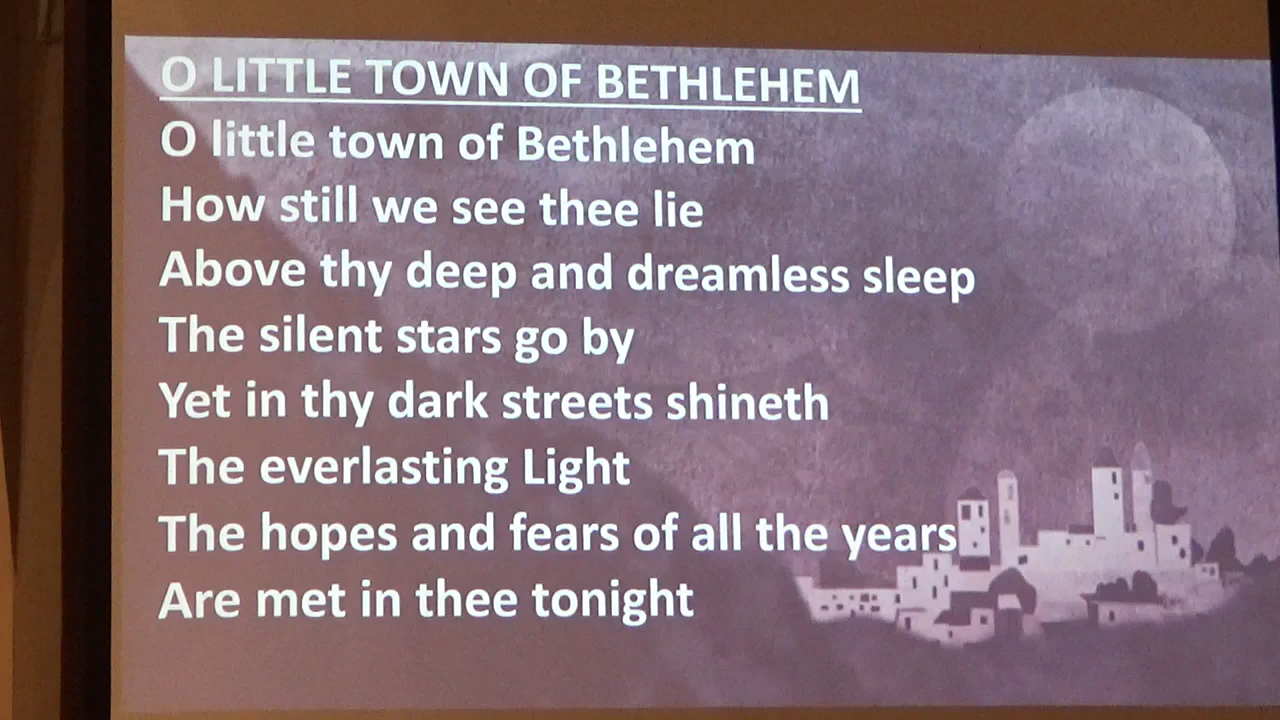 O LITTLE TOWN OF BETHLEHEM
O little town of Bethlehem
How still we see thee lie
Above thy deep and dreamless sleep
The silent stars go by
Yet in thy dark streets shineth
The everlasting Light
The hopes and fears of all the years
Are met in thee tonight